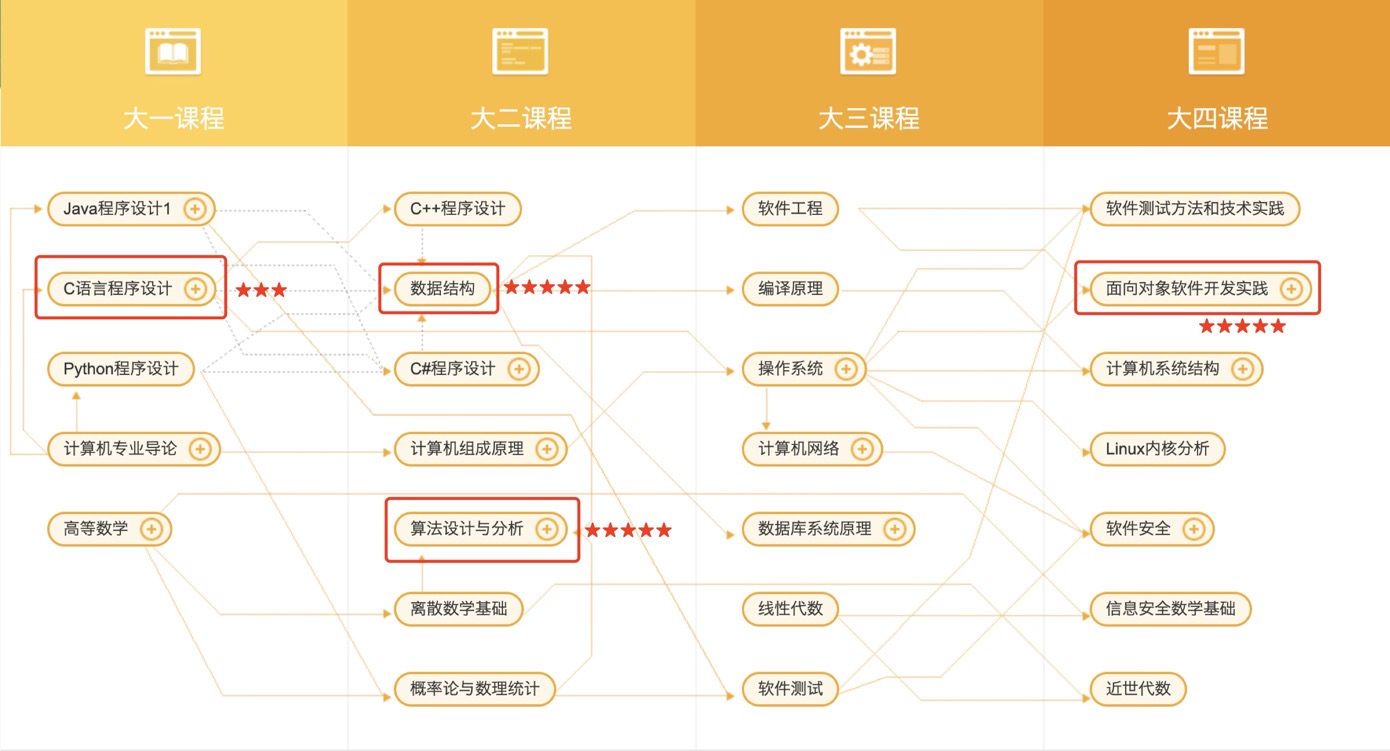 大一课程
大二课程
大三课程
大四课程
Java程序设计1
C++程序设计
软件工程
软件测试方法和技术实践
C语言程序设计
数据结构
编译原理
面向对象软件开发实践
Python程序设计
C#程序设计
操作系统
计算机系统结构
计算机专业导论
计算机组成原理
计算机网络
Linux内核分析
高等数学
算法设计与分析
数据库系统原理
软件安全
离散数学基础
线性代数
信息安全数学基础
概率论与数理统计
软件测试
近世代数